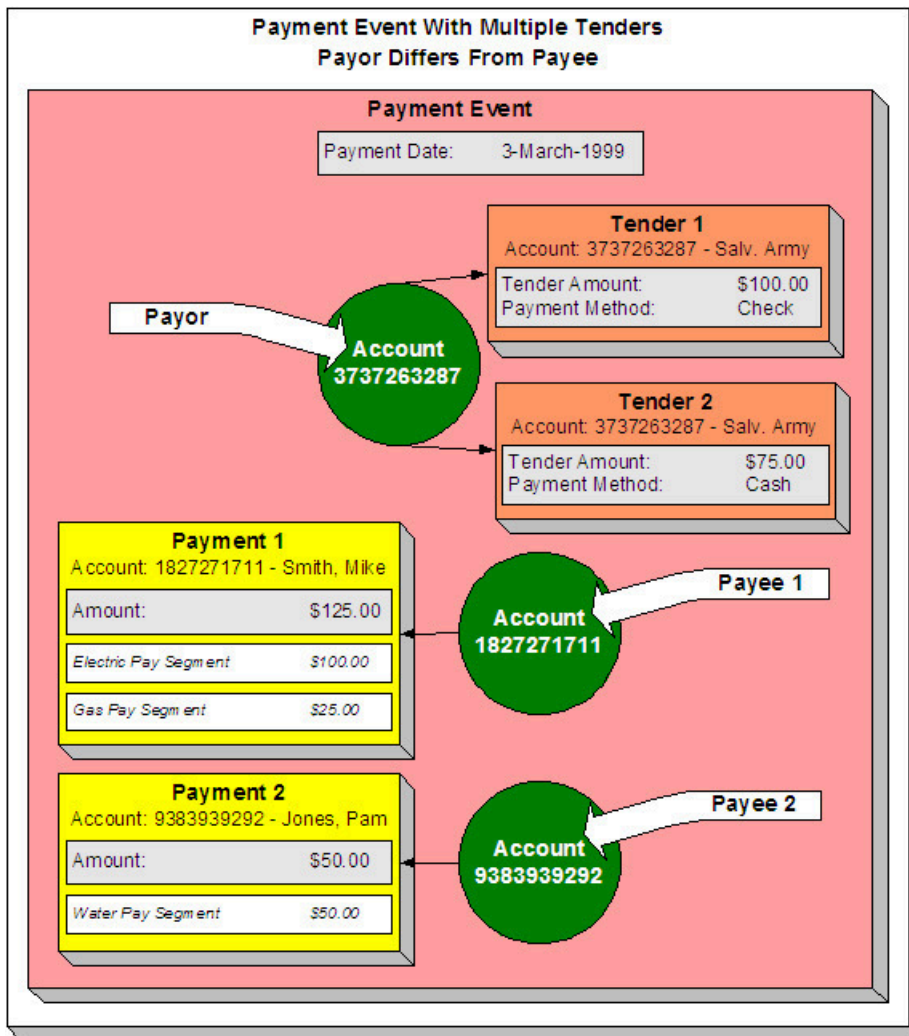 Payment Event With Multiple Tenders
Payor Differs From Payee
Payment Event
Payment Date: 3-March-1999
Tender 1
Account: 3737263287 - Salv. Army
Tender Amount: $100.00
Payment Method: Check
Payor
Account
3737263287
Tender 2
Account: 3737263287 - Salv. Army
Tender Amount: $75.00
Payment Method: Cash
Payment 1
Account: 1827271711 - Smith, Mike
Amount: $125.00
Electric Pay Segment $100.00
Gas Pay Segment $25.00
Payee 1
Account
1827271711
Payment 2
Account: 9383939292 - Jones, Pam
Amount: $50.00
Water Pay Segment $50.00
Payee 2
Account
9383939292